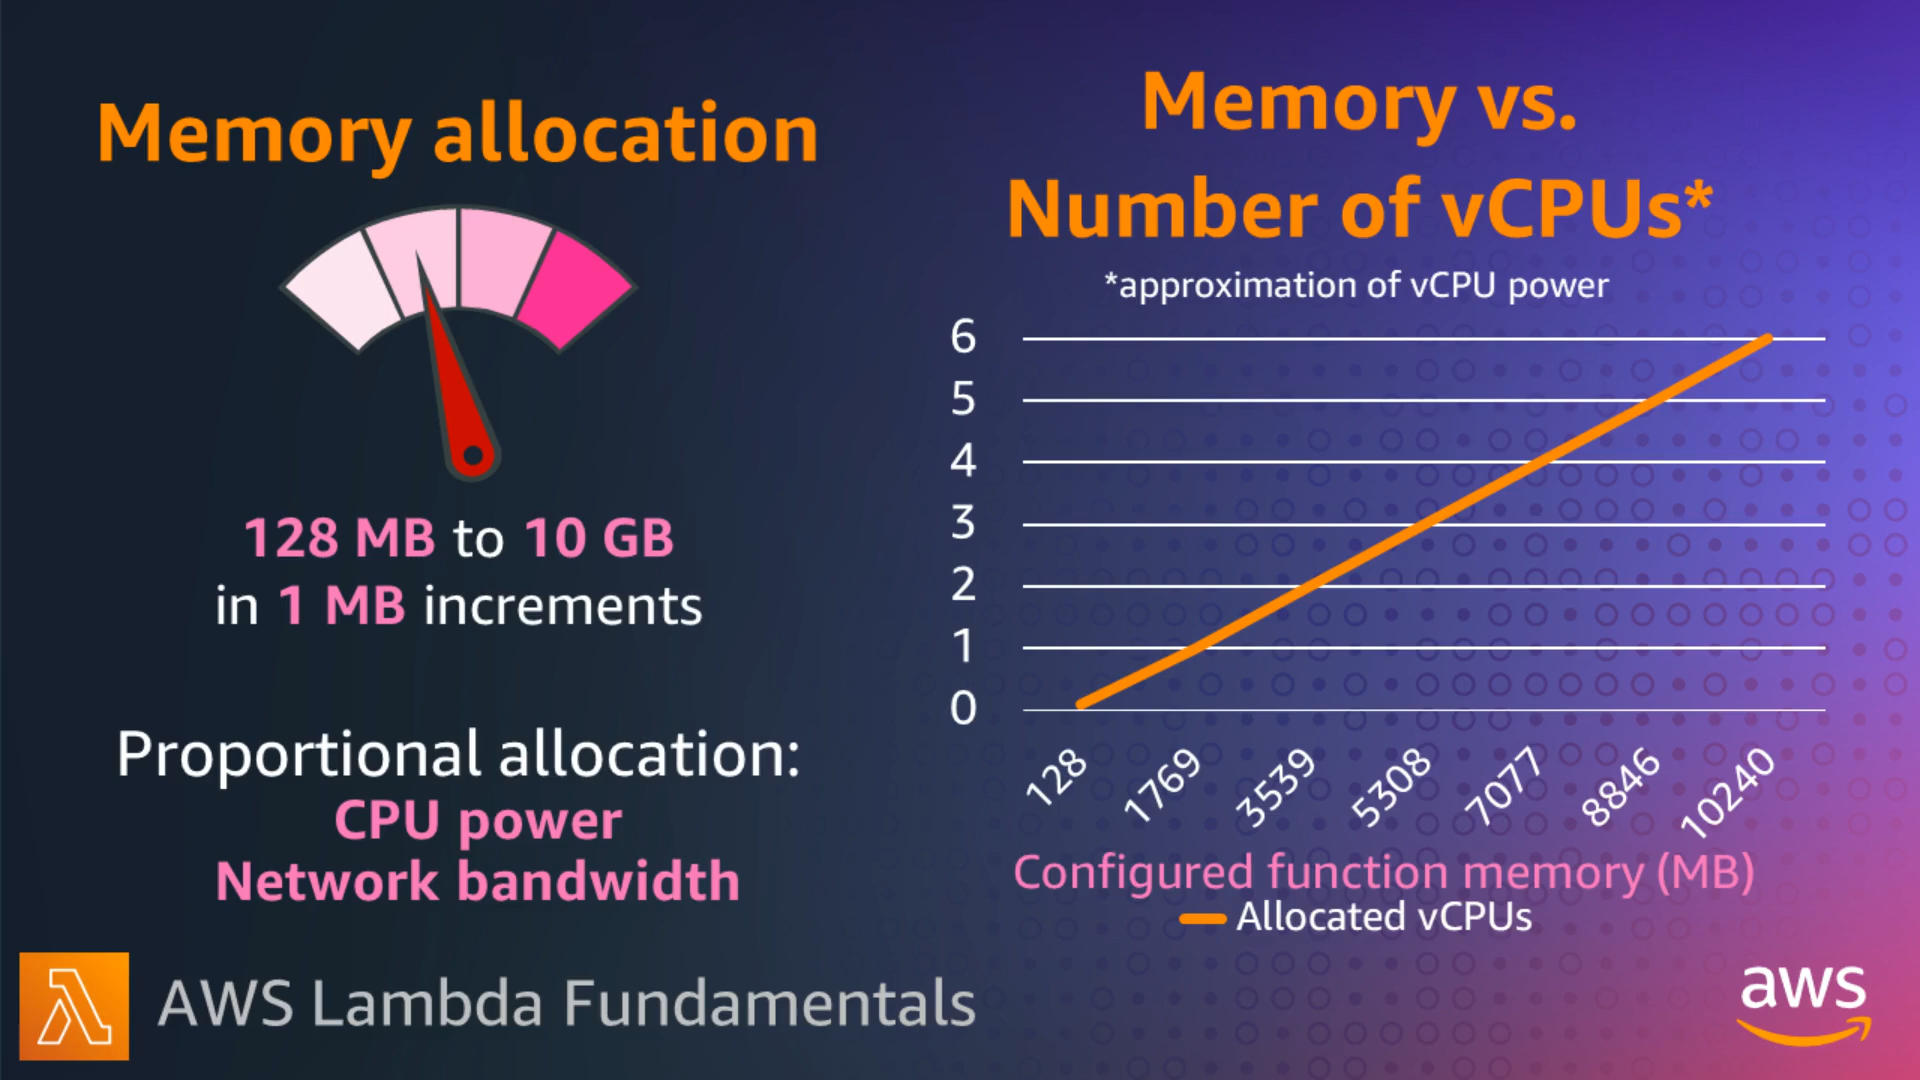 Memory allocation
128 MB to 10 GB
in 1 MB increments
Proportional allocation:
CPU power
Network bandwidth
Memory vs.
Number of vCPUs*
*approximation of vCPU power
6
5
4
3
2
1
0
128
1769
3539
5308
7077
8846
10240
Configured function memory (MB)
Allocated vCPUs
AWS Lambda Fundamentals
aws